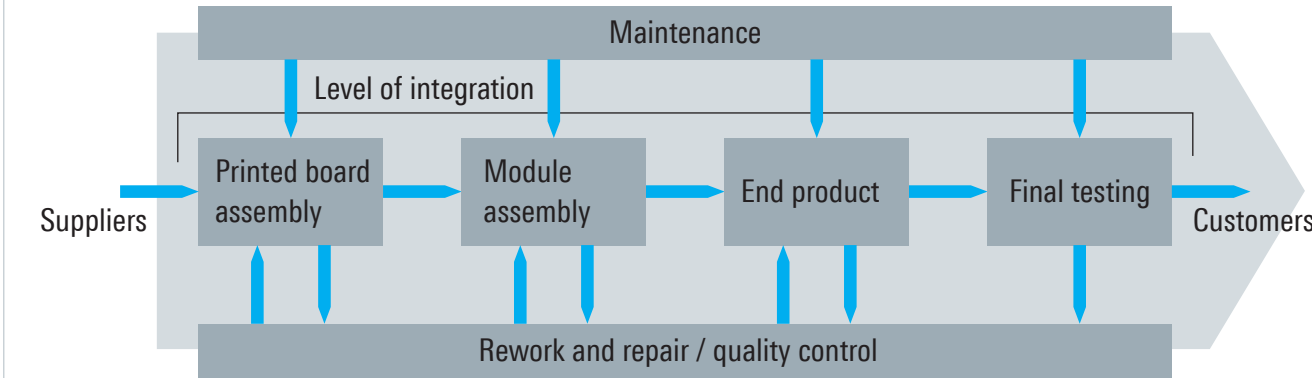 Maintenance
Level of integration
Suppliers
Printed board
assembly
Module
assembly
End product
Final testing
Customers
Rework and repair / quality control